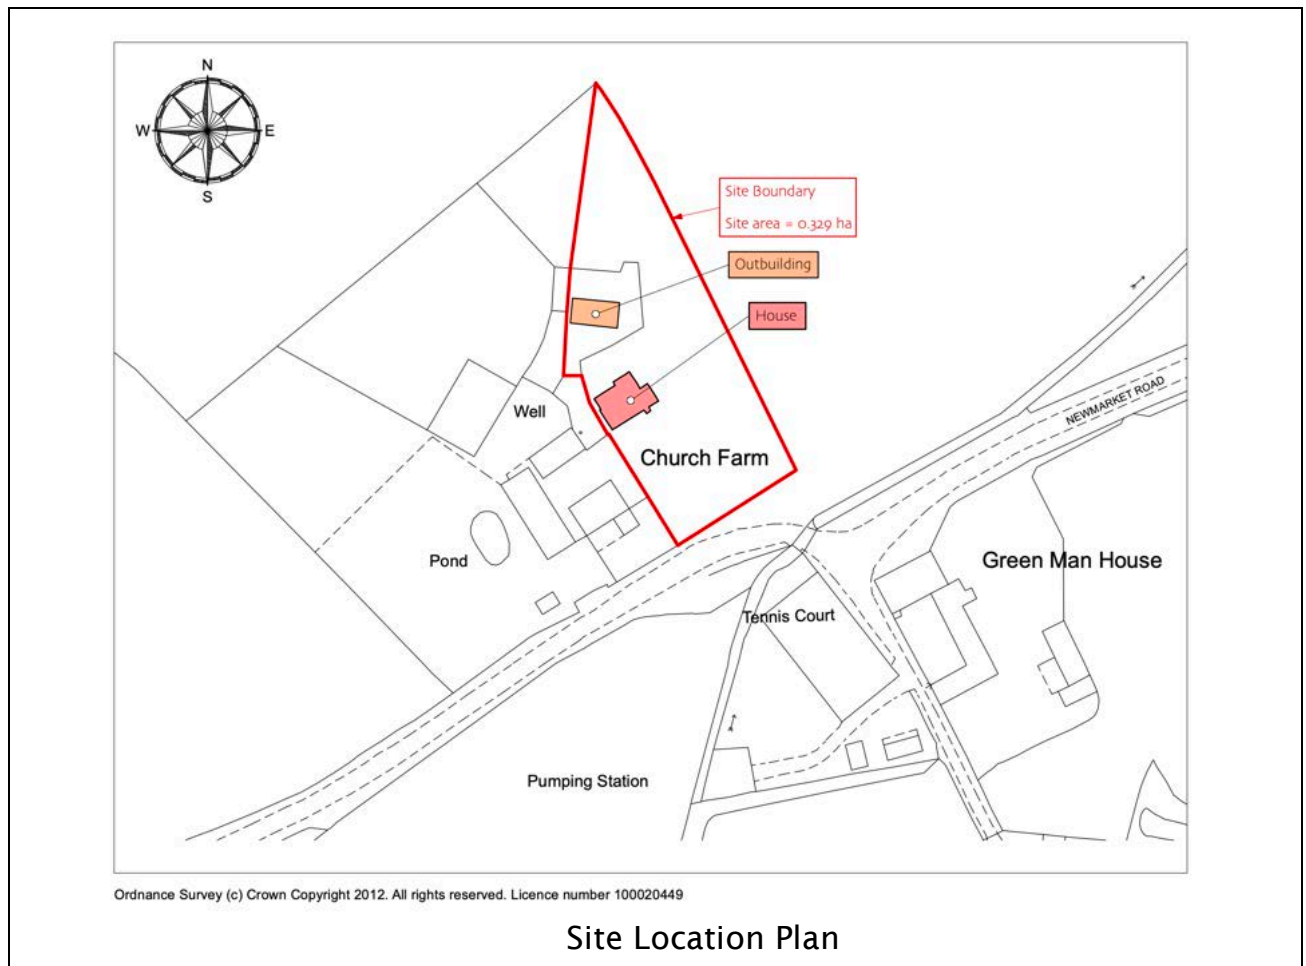 N
W
E
S
Site Boundary
Site area = 0.329 ha
Outbuilding
House
NEWMARKET ROAD
Well
Church Farm
Pond
Green Man House
Tennis Court
Pumping Station
Ordnance Survey (c) Crown Copyright 2012. All rights reserved. Licence number 100020449
Site Location Plan